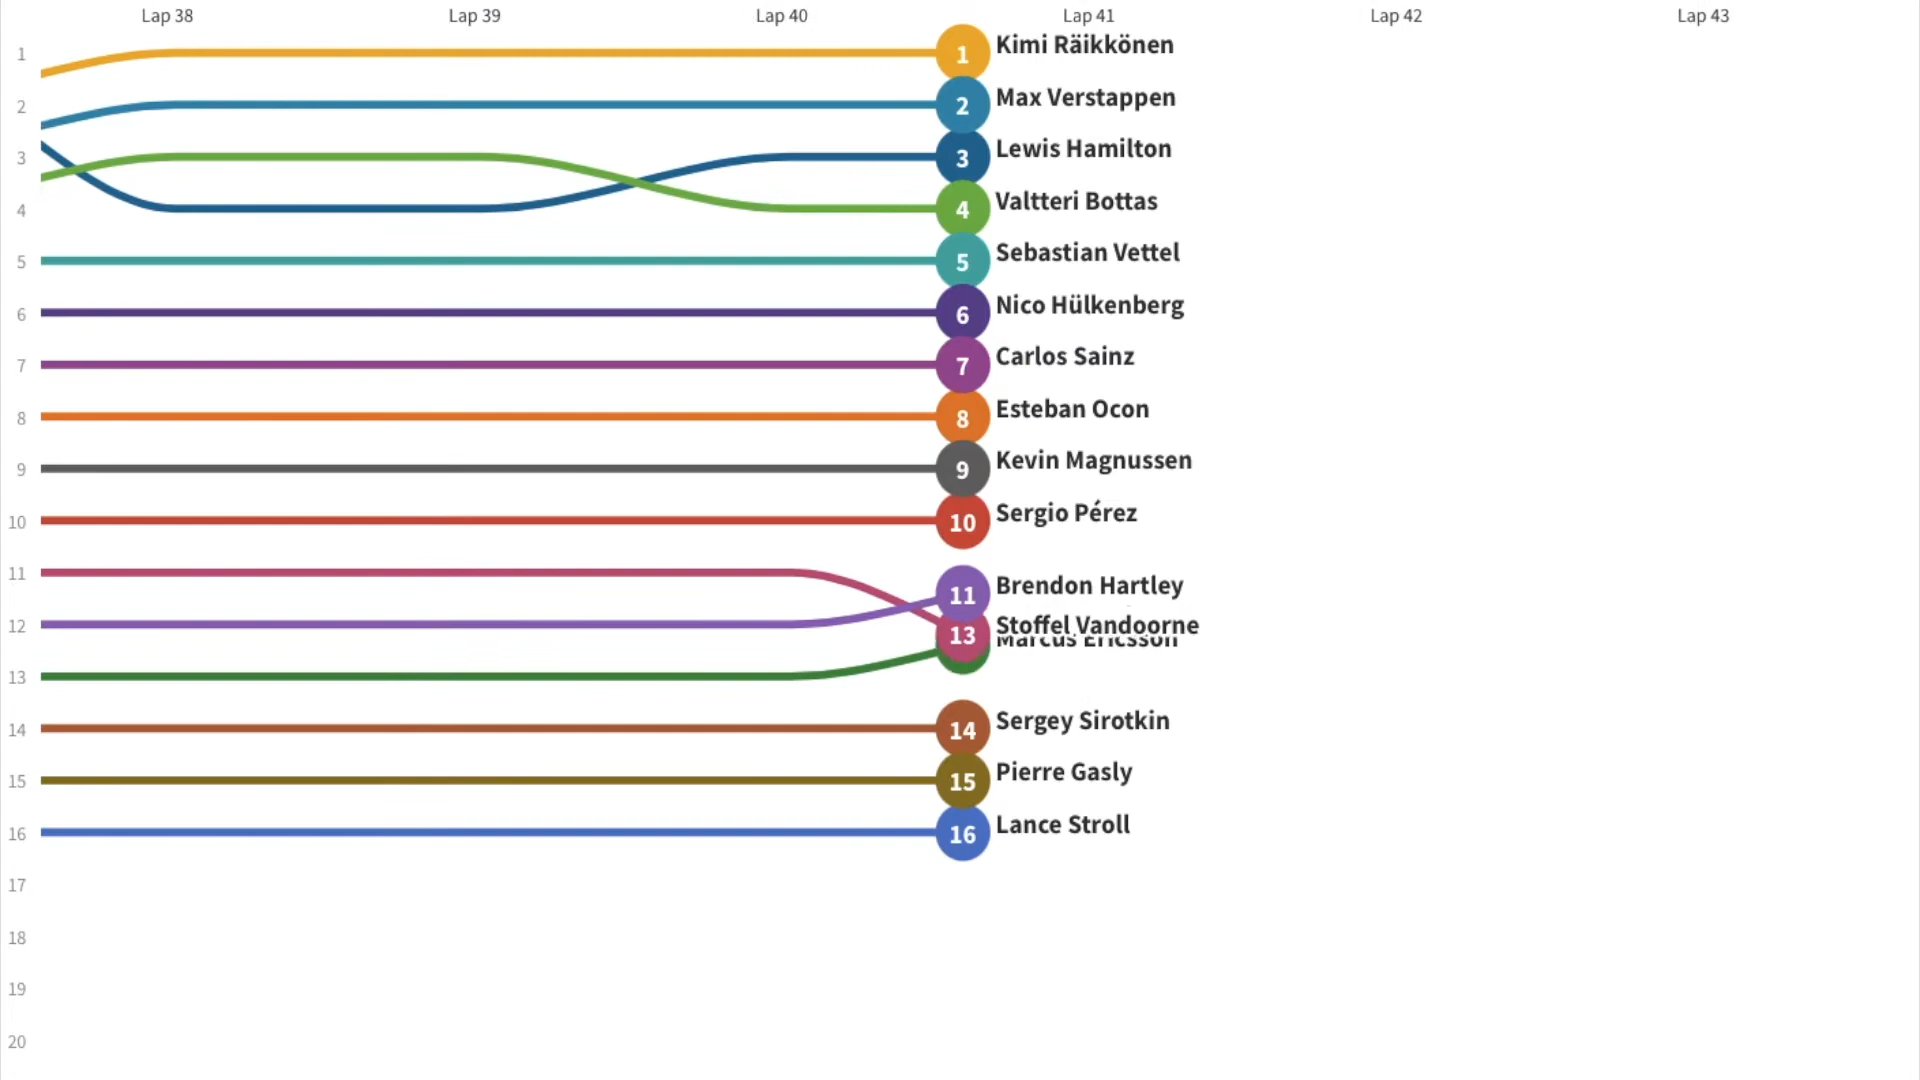 Lap 38 Lap 39 Lap 40 Lap 41 Lap 42 Lap 43
1 1 Kimi Räikkönen
2 2 Max Verstappen
3 3 Lewis Hamilton
4 4 Valtteri Bottas
5 5 Sebastian Vettel
6 6 Nico Hülkenberg
7 7 Carlos Sainz
8 8 Esteban Ocon
9 9 Kevin Magnussen
10 10 Sergio Pérez
11 11 Brendon Hartley
12 13 Stoffel Vandoorne
Marcus Ericsson
13
14 14 Sergey Sirotkin
15 15 Pierre Gasly
16 16 Lance Stroll
17
18
19
20